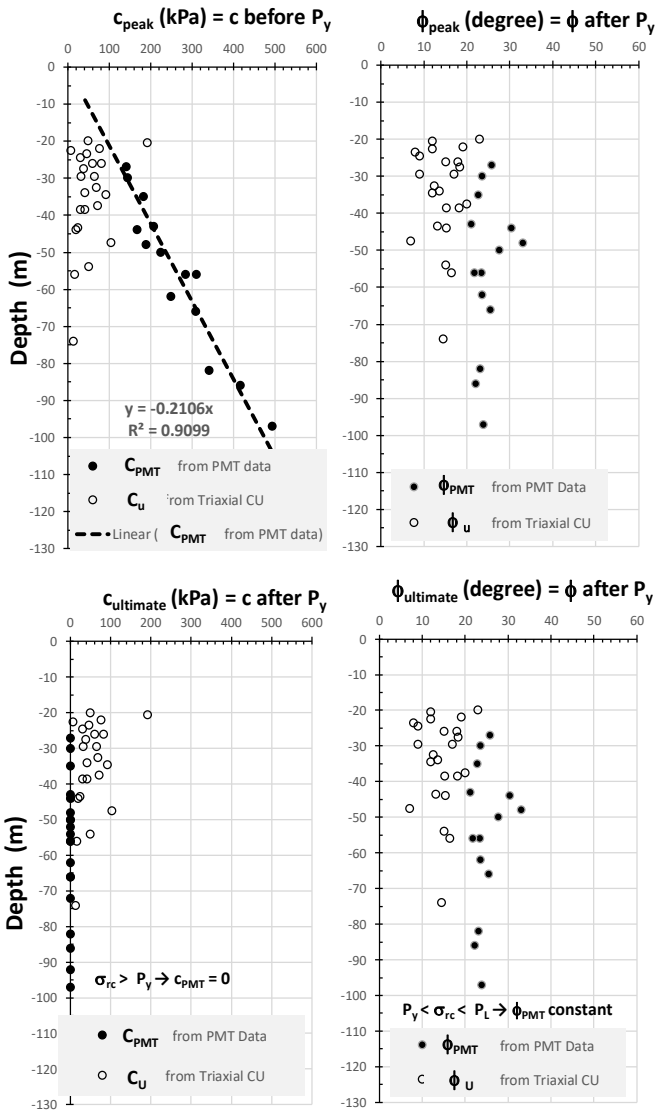 c_peak (kPa) = c before P_y
0 100 200 300 400 500 600
0
-10
-20
-30
-40
-50
-60
-70
-80
-90
-100
-110
-120
-130
Depth (m)
y = -0.2106x
R² = 0.9099
C_PMT from PMT data
C_u from Triaxial CU
Linear ( C_PMT from PMT data)
ϕ_peak (degree) = ϕ after P_y
0 10 20 30 40 50 60
0
-10
-20
-30
-40
-50
-60
-70
-80
-90
-100
-110
-120
-130
ϕ_PMT from PMT Data
ϕ_u from Triaxial CU
c_ultimate (kPa) = c after P_y
0 100 200 300 400 500 600
0
-10
-20
-30
-40
-50
-60
-70
-80
-90
-100
-110
-120
-130
Depth (m)
σ_rc > P_y → c_PMT = 0
C_PMT from PMT Data
C_U from Triaxial CU
ϕ_ultimate (degree) = ϕ after P_y
0 10 20 30 40 50 60
0
-10
-20
-30
-40
-50
-60
-70
-80
-90
-100
-110
-120
-130
P_y < σ_rc < P_L → ϕ_PMT constant
ϕ_PMT from PMT Data
ϕ_U from Triaxial CU